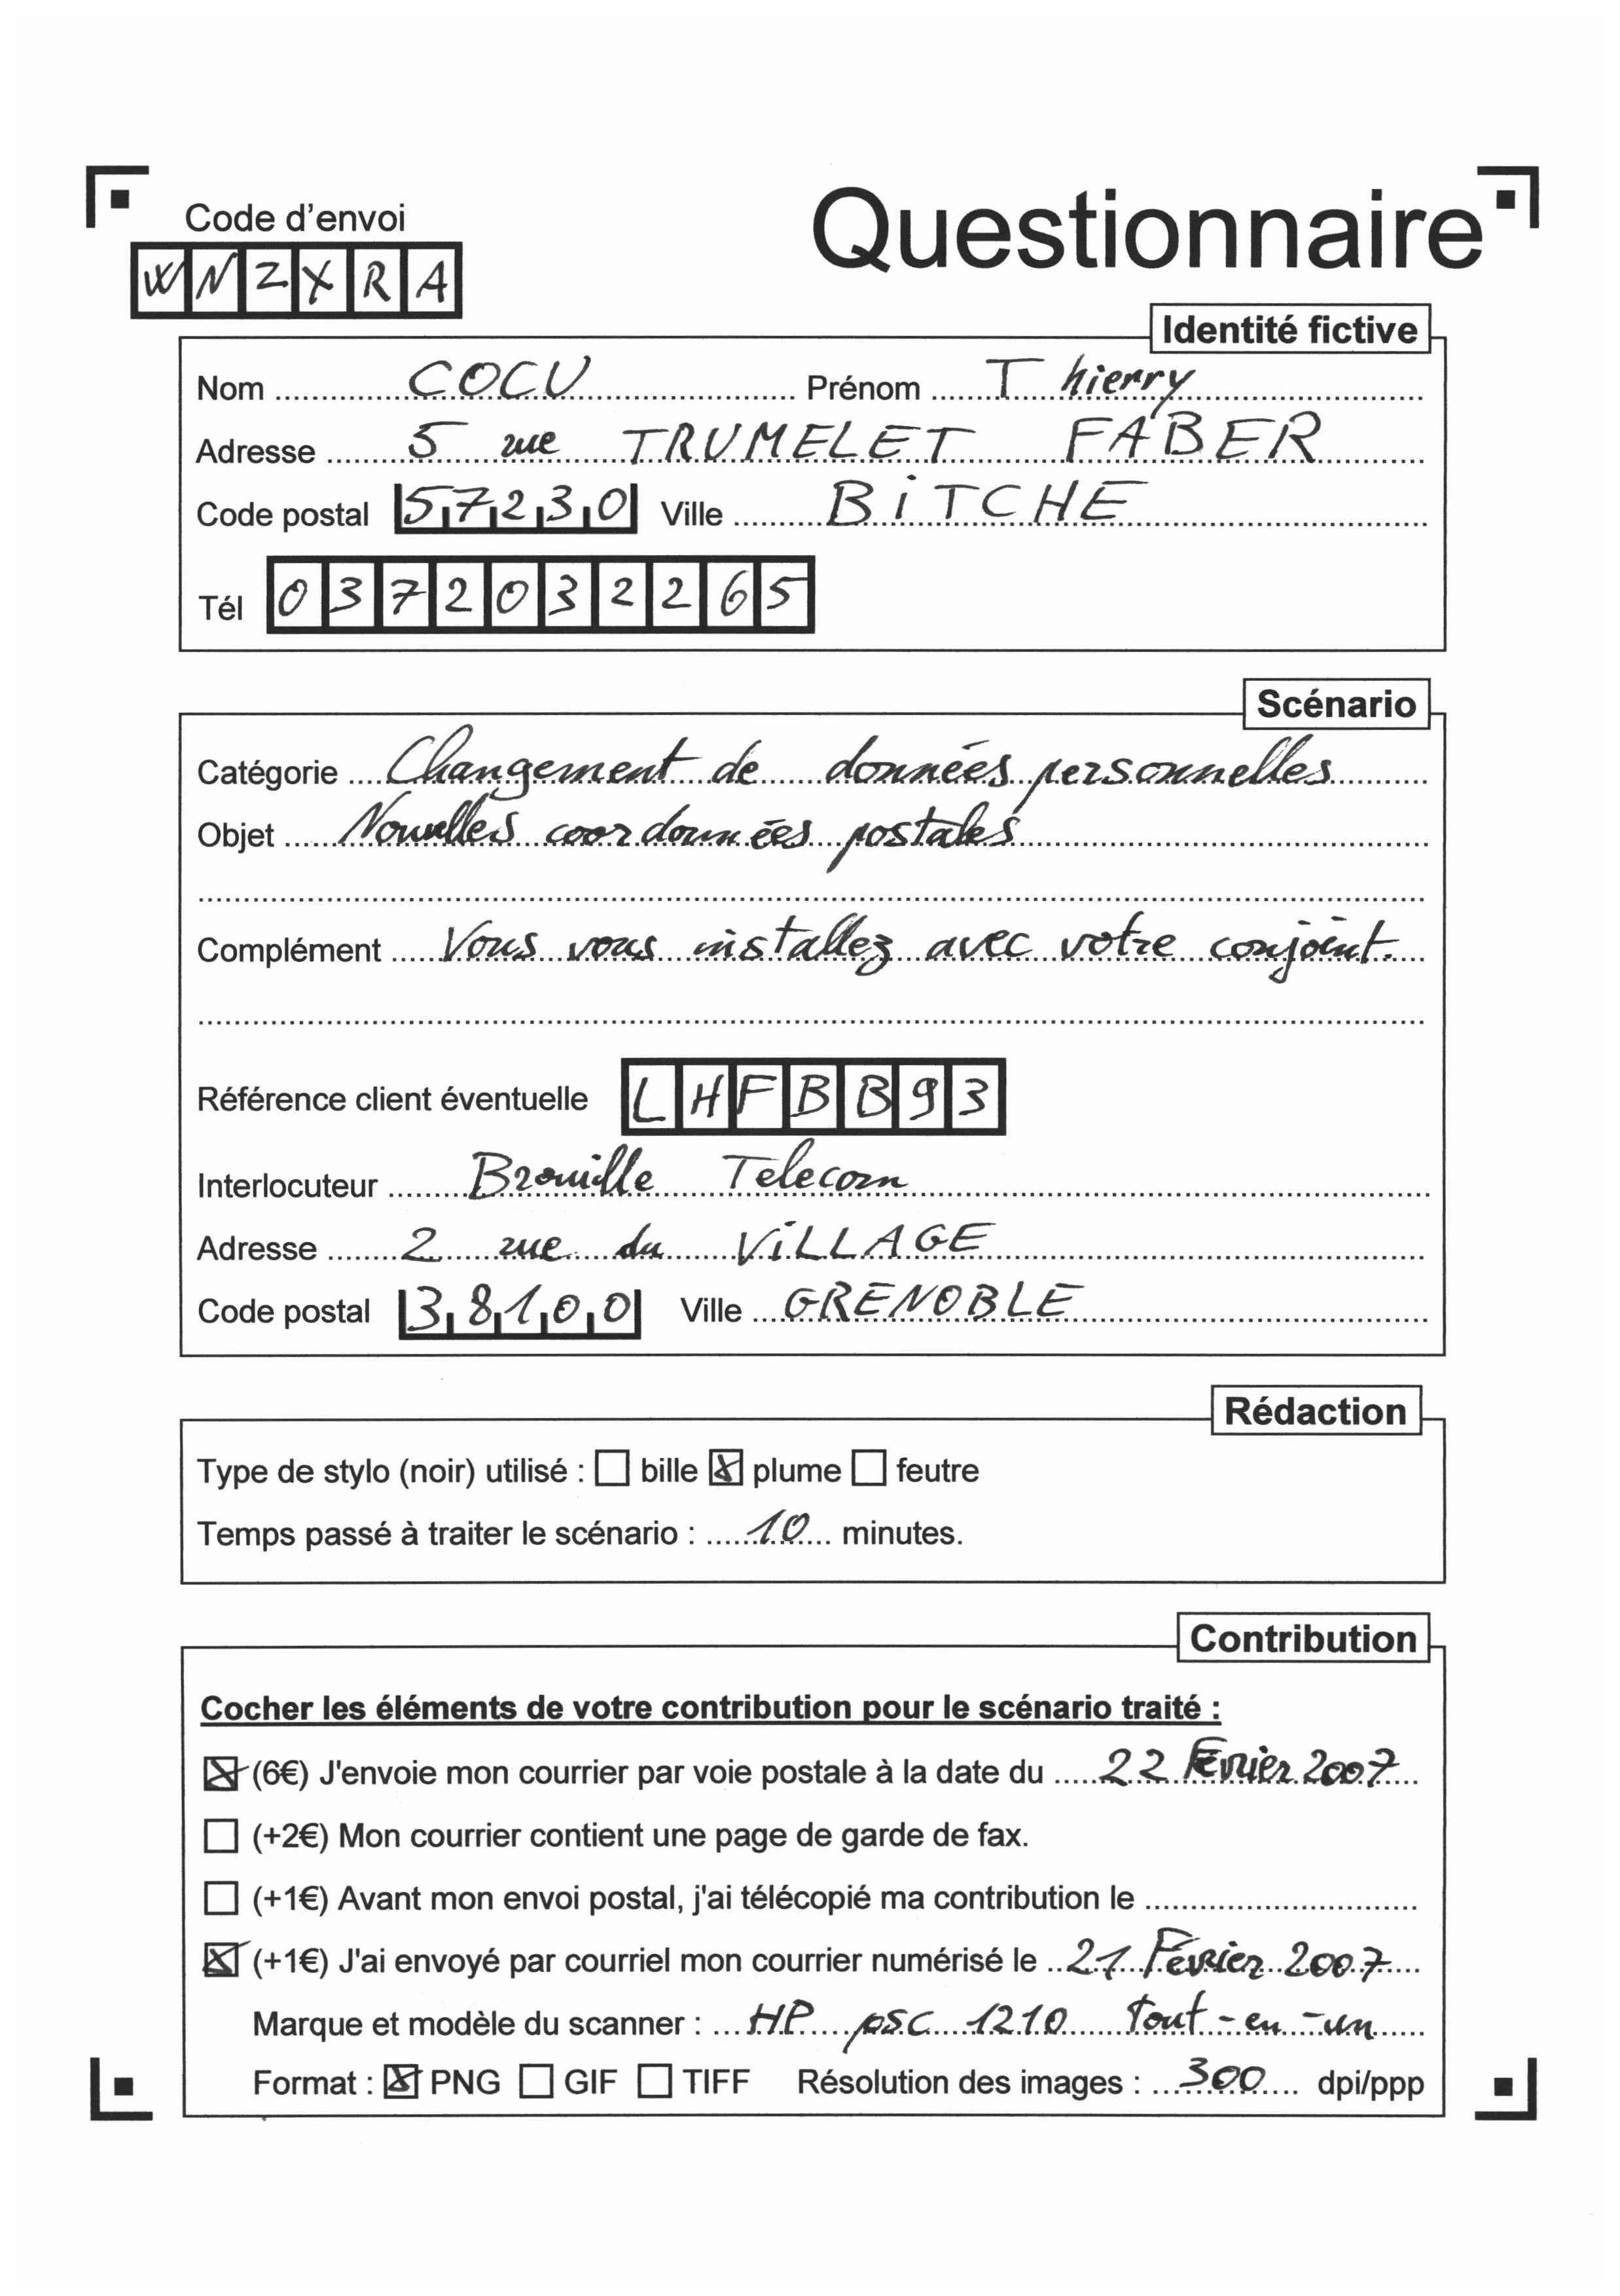 Code d'envoi
Questionnaire
WNZXRA
Identité fictive
Nom COCU Prénom Thierry
Adresse 5 rue TRUMELET FABER
Code postal 57230 Ville BiTCHE
Tél 0372032265
Scénario
Catégorie Changement de données personnelles
Objet Nouvelles coordonnées postales
Complément Vous vous installez avec votre conjoint.
Référence client éventuelle LHFBB93
Interlocuteur Brouille Telecom
Adresse 2 rue du ViLLAGE
Code postal 38100 Ville GRENOBLE
Rédaction
Type de stylo (noir) utilisé : bille plume feutre
Temps passé à traiter le scénario : 10 minutes.
Contribution
Cocher les éléments de votre contribution pour le scénario traité :
(6€) J'envoie mon courrier par voie postale à la date du 22 Février 2007
(+2€) Mon courrier contient une page de garde de fax.
(+1€) Avant mon envoi postal, j'ai télécopié ma contribution le
(+1€) J'ai envoyé par courriel mon courrier numérisé le 21 Février 2007
Marque et modèle du scanner : HP psc 1210 Tout-en-un
Format : PNG GIF TIFF Résolution des images : 300 dpi/ppp